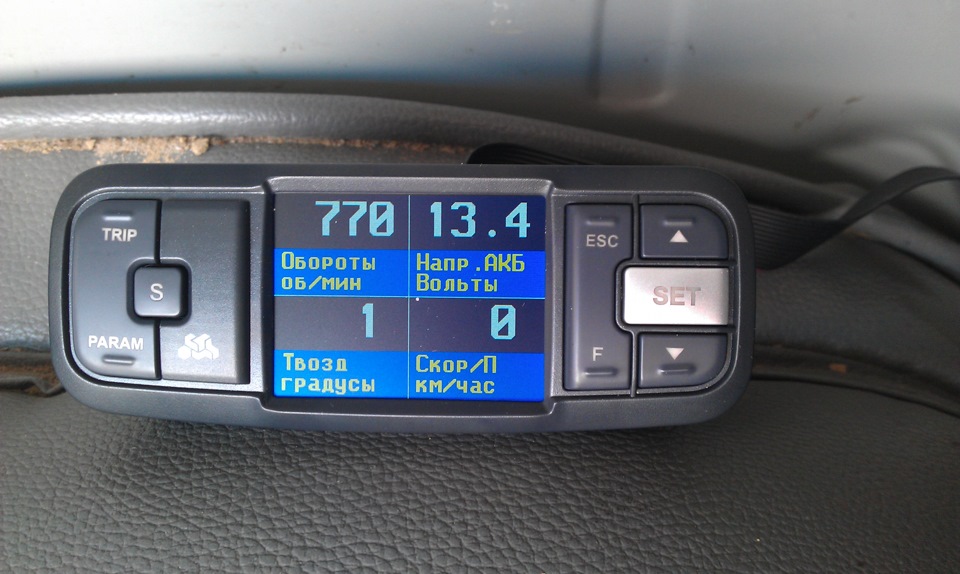 TRIP
S
PARAM
770 13.4
Обороты
об/мин
Напр.АКБ
Вольты
1 0
Твозд
градусы
Скор/П
км/час
ESC
SET
F